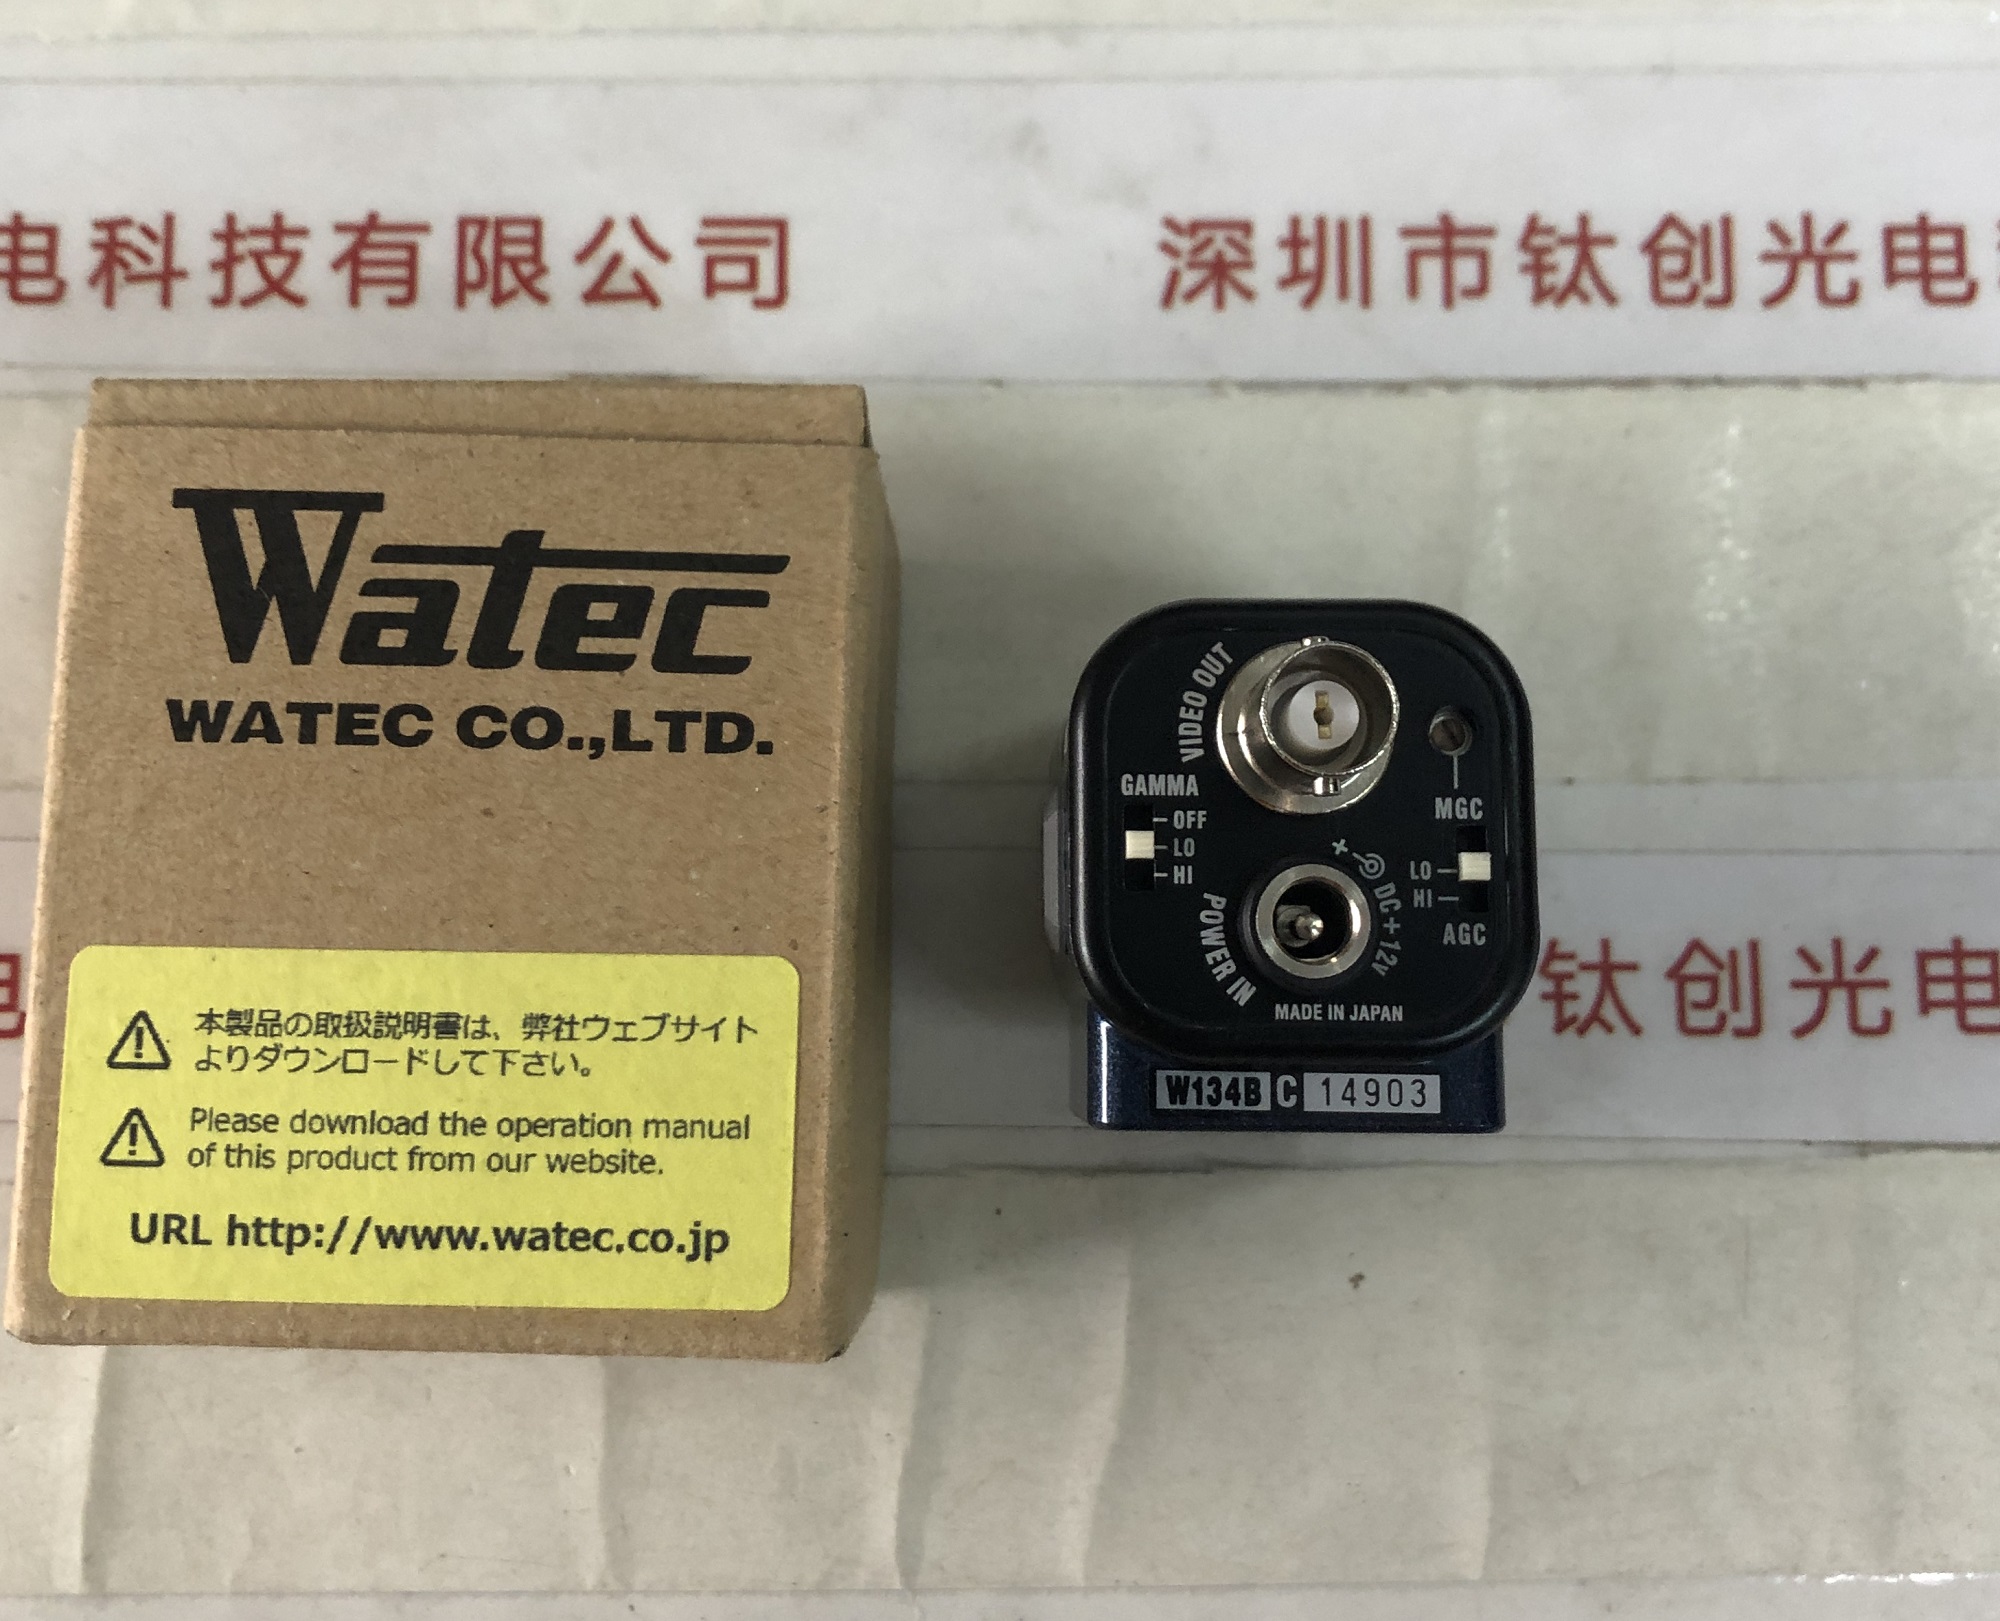 电科技有限公司
深圳市钛创光电
Watec
WATEC CO.,LTD.
本製品の取扱説明書は、弊社ウェブサイト
よりダウンロードして下さい。
Please download the operation manual
of this product from our website.
URL http://www.watec.co.jp
VIDEO OUT
GAMMA
OFF
LO
HI
MGC
LO
HI
AGC
POWER IN
+ DC+12V
MADE IN JAPAN
W134B C 14903
电
钛创光电